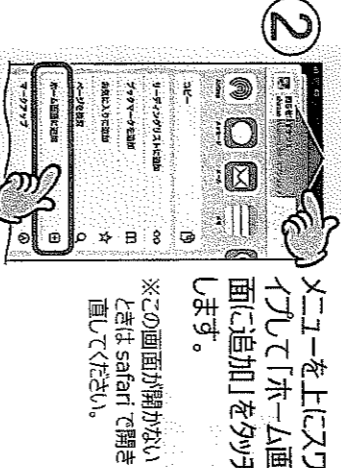 ②
メニューを上にスワ
イプして「ホーム画
面に追加」をタップ
します。
※この画面が開かない
ときは safari で開き
直してください。
コピー
リーディングリストに追加
ブックマークを追加
お気に入りに追加
ページを検索
ホーム画面に追加
マークアップ